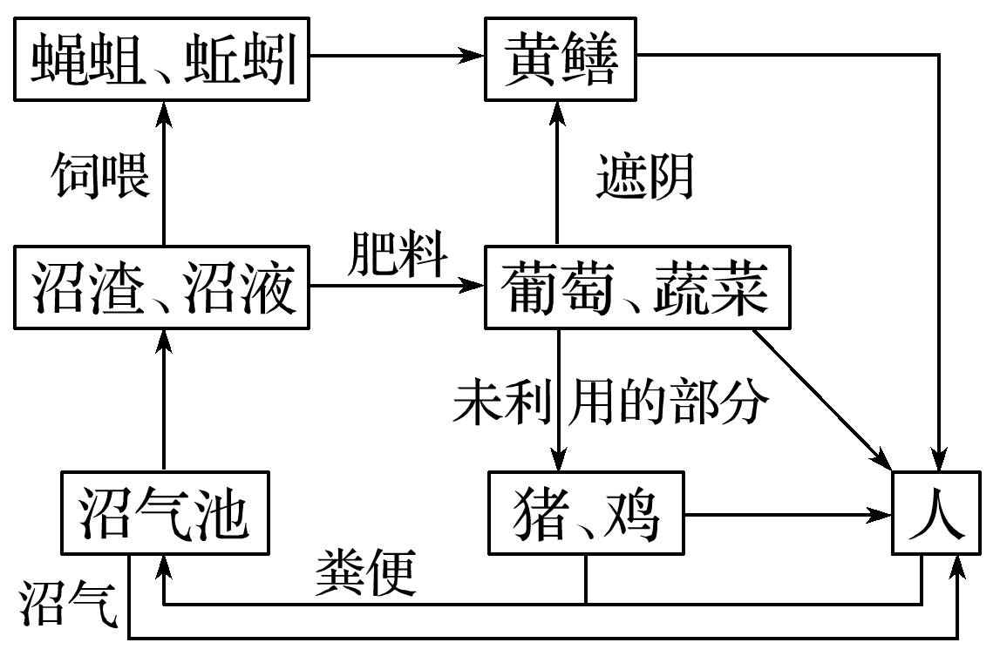 蝇蛆、蚯蚓
黄鳝
饲喂
遮阴
沼渣、沼液
肥料
葡萄、蔬菜
未利用的部分
沼气池
猪、鸡
人
粪便
沼气